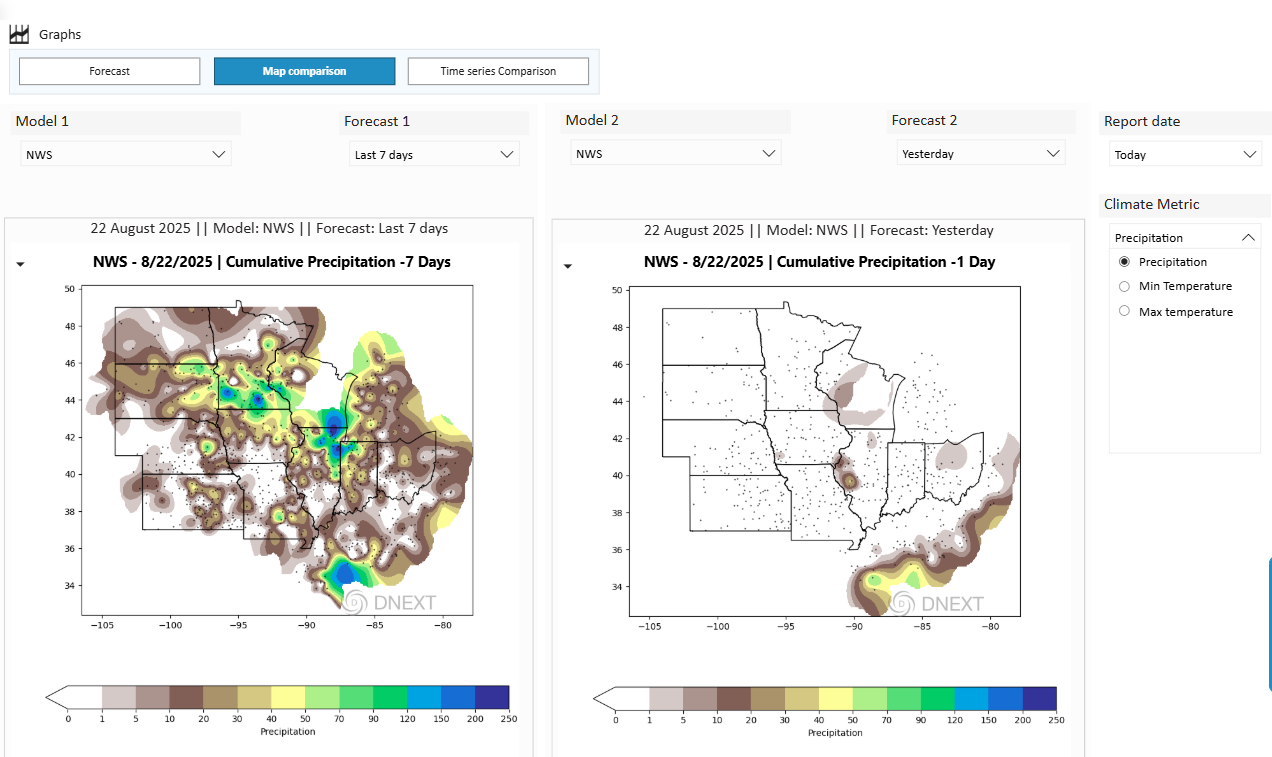 Graphs
Forecast
Map comparison
Time series Comparison
Model 1
Forecast 1
Model 2
Forecast 2
Report date
NWS
Last 7 days
NWS
Yesterday
Today
Climate Metric
Precipitation
Precipitation
Min Temperature
Max temperature
22 August 2025 || Model: NWS || Forecast: Last 7 days
NWS - 8/22/2025 | Cumulative Precipitation -7 Days
50
48
46
44
42
40
38
36
34
DNEXT
−105 −100 −95 −90 −85 −80
0 1 5 10 20 30 40 50 70 90 120 150 200 250
Precipitation
22 August 2025 || Model: NWS || Forecast: Yesterday
NWS - 8/22/2025 | Cumulative Precipitation -1 Day
50
48
46
44
42
40
38
36
34
DNEXT
−105 −100 −95 −90 −85 −80
0 1 5 10 20 30 40 50 70 90 120 150 200 250
Precipitation